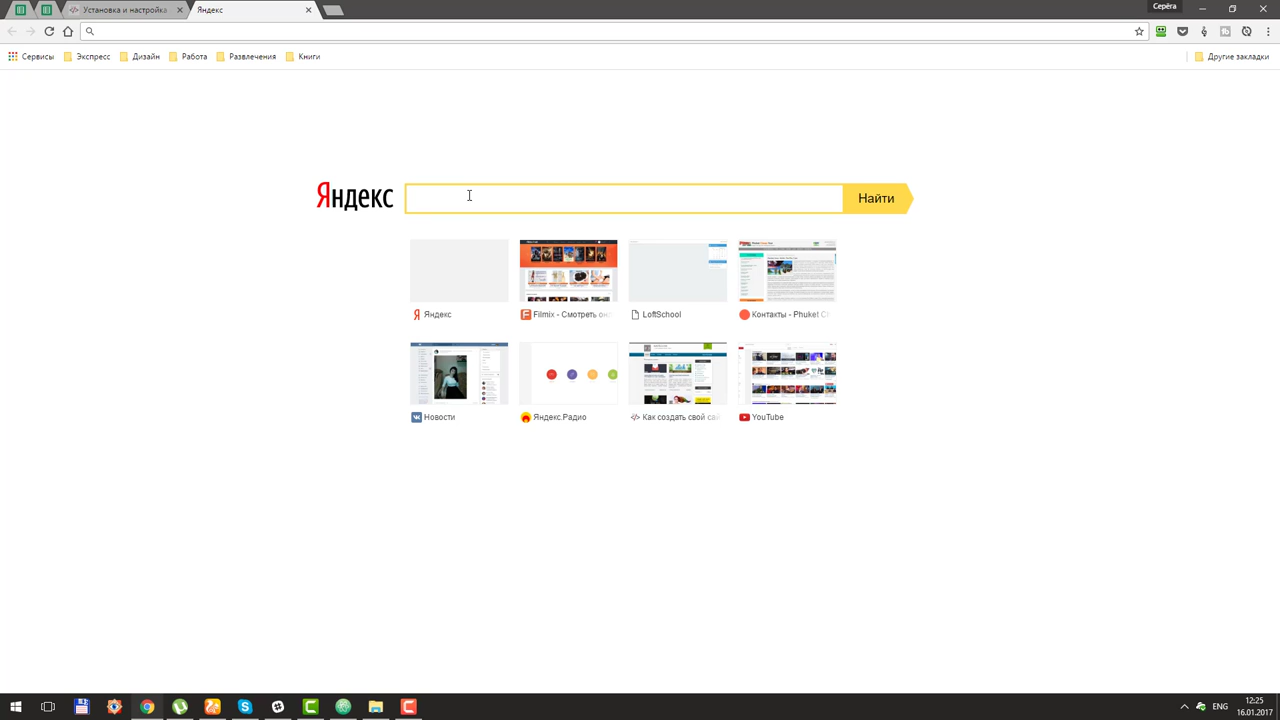 Серёга
Установка и настройка
Яндекс
Сервисы
Экспресс
Дизайн
Работа
Развлечения
Книги
Другие закладки
Яндекс
Найти
Яндекс
Filmix - Смотреть он
LoftSchool
Контакты - Phuket C
Новости
Яндекс.Радио
Как создать свой са
YouTube
ENG
12:25
16.01.2017